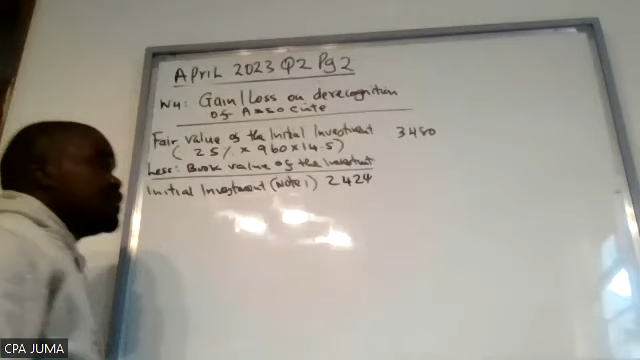 April 2023 Q2 Pg 2
W4: Gain/Loss on derecognition
of Associate
Fair value of the Initial Investment 3480
( 25% x 960 x 14.5)
Less: Book value of the Investment
Initial Investment (Note 1) 2424
CPA JUMA